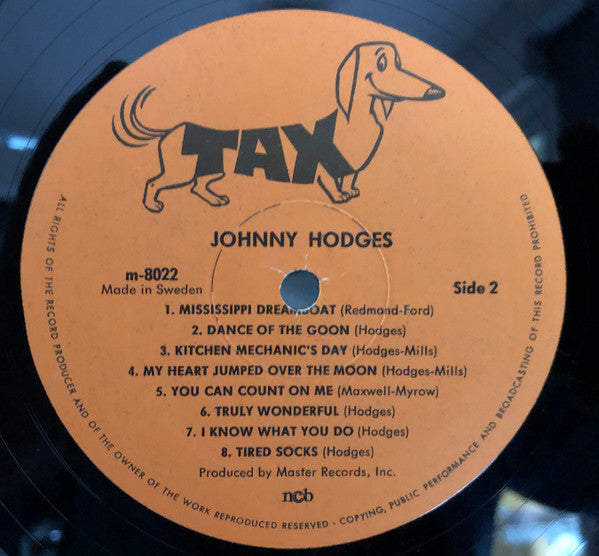 TAX
JOHNNY HODGES
m-8022
Made in Sweden
Side 2
1. MISSISSIPPI DREAMBOAT (Redmond-Ford)
2. DANCE OF THE GOON (Hodges)
3. KITCHEN MECHANIC'S DAY (Hodges-Mills)
4. MY HEART JUMPED OVER THE MOON (Hodges-Mills)
5. YOU CAN COUNT ON ME (Maxwell-Myrow)
6. TRULY WONDERFUL (Hodges)
7. I KNOW WHAT YOU DO (Hodges)
8. TIRED SOCKS (Hodges)
Produced by Master Records, Inc.
ncb
ALL RIGHTS OF THE RECORD PRODUCER AND OF THE OWNER OF THE WORK REPRODUCED RESERVED · COPYING, PUBLIC PERFORMANCE AND BROADCASTING OF THIS RECORD PROHIBITED